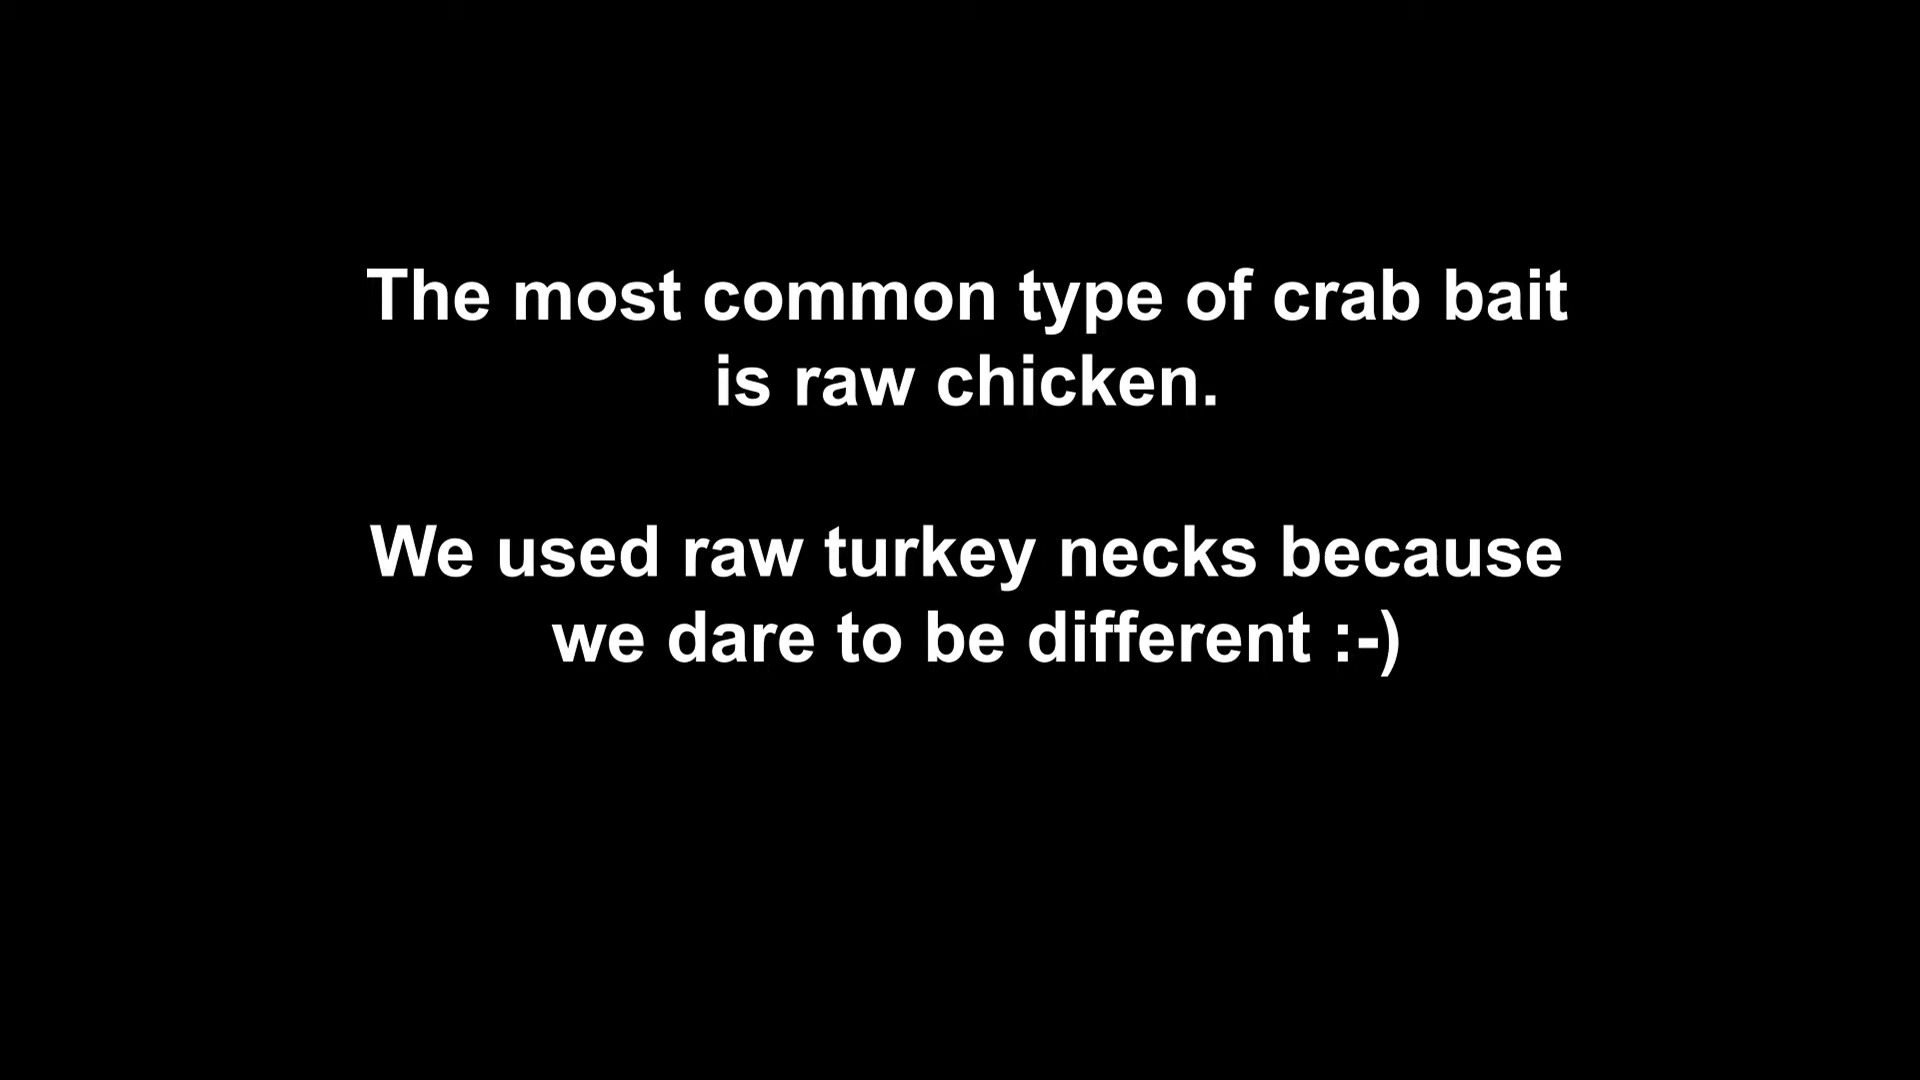 The most common type of crab bait
is raw chicken.
We used raw turkey necks because
we dare to be different :-)